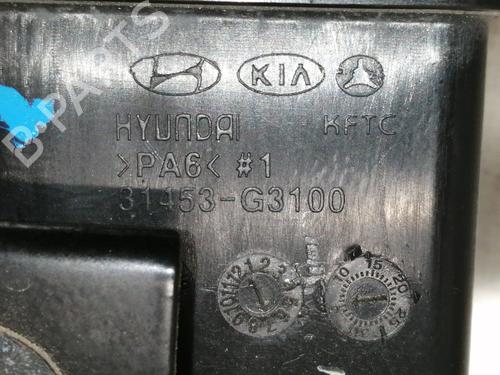 KIA
HYUNDAI KFTC
>PA6< #1
31453-G3100
B-PARTS